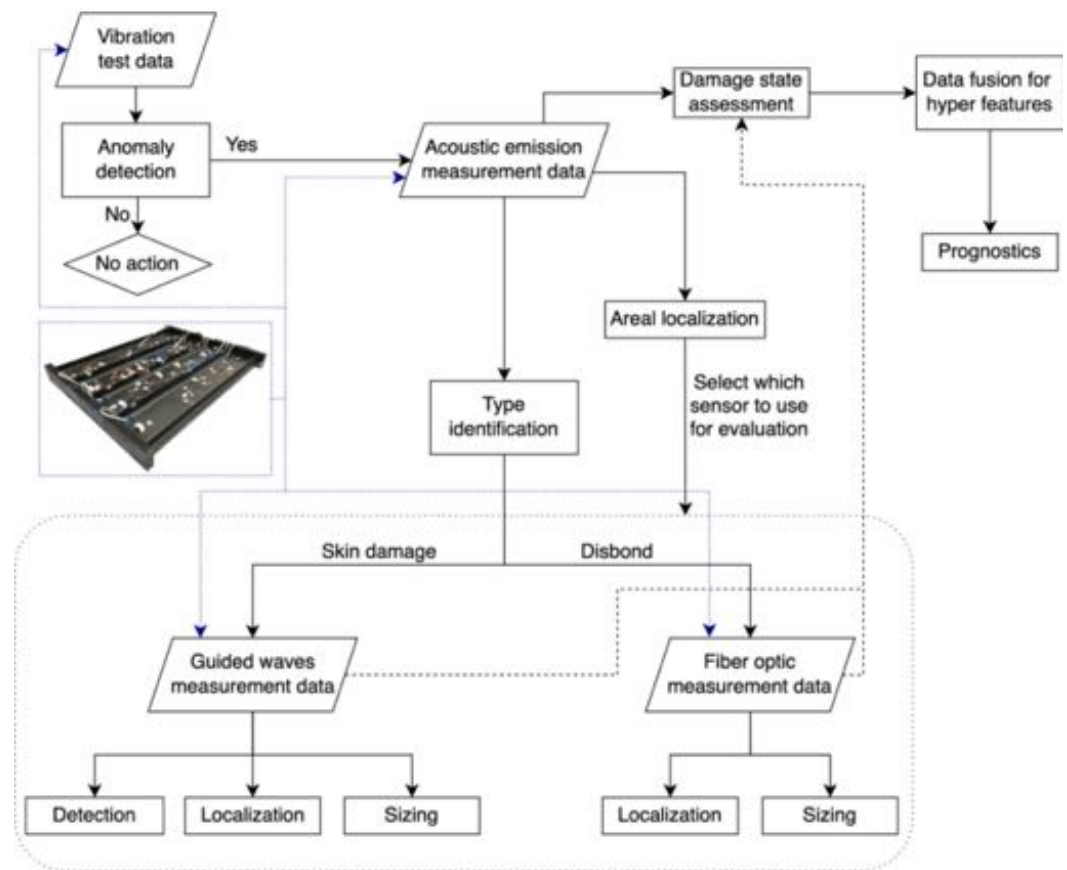 Vibration
test data
Damage state
assessment
Data fusion for
hyper features
Anomaly
detection
Yes
Acoustic emission
measurement data
No
No action
Prognostics
Areal localization
Type
identification
Select which
sensor to use
for evaluation
Skin damage
Disbond
Guided waves
measurement data
Fiber optic
measurement data
Detection
Localization
Sizing
Localization
Sizing